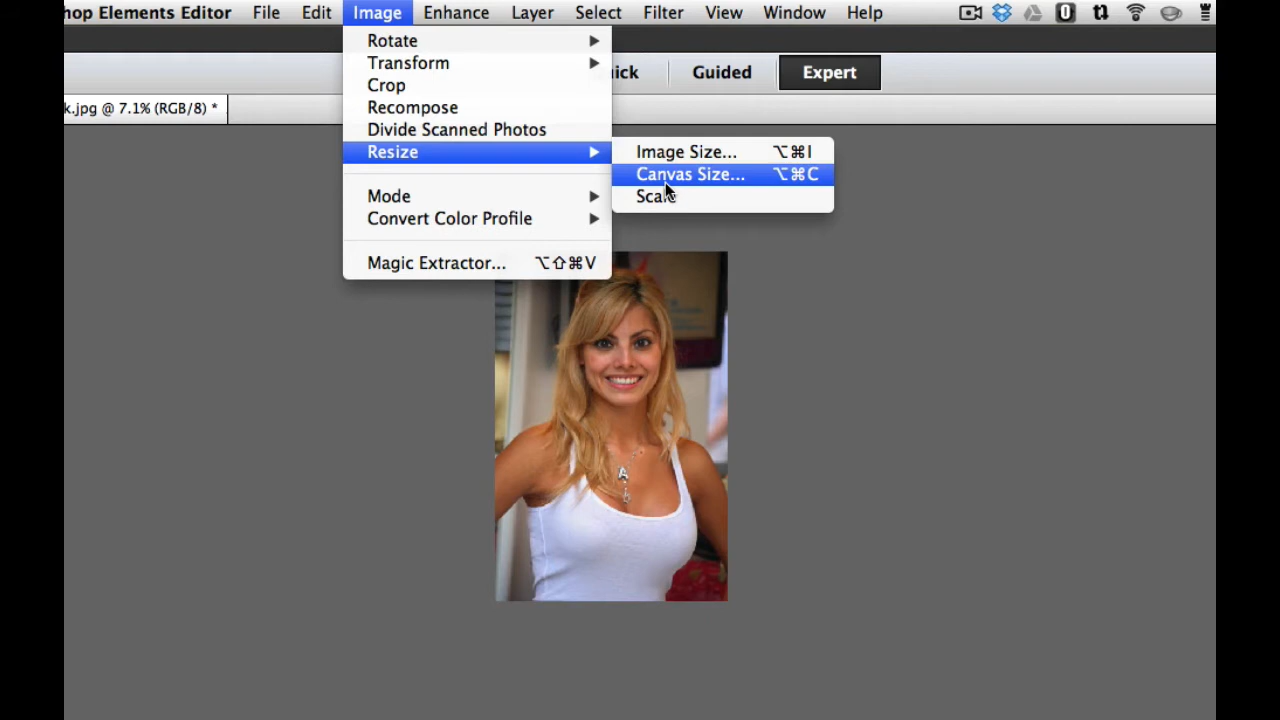 hop Elements Editor File Edit Image Enhance Layer Select Filter View Window Help
uick Guided Expert
k.jpg @ 7.1% (RGB/8) *
Rotate
Transform
Crop
Recompose
Divide Scanned Photos
Resize
Mode
Convert Color Profile
Magic Extractor... ⌥⇧⌘V
Image Size... ⌥⌘I
Canvas Size... ⌥⌘C
Scale
A